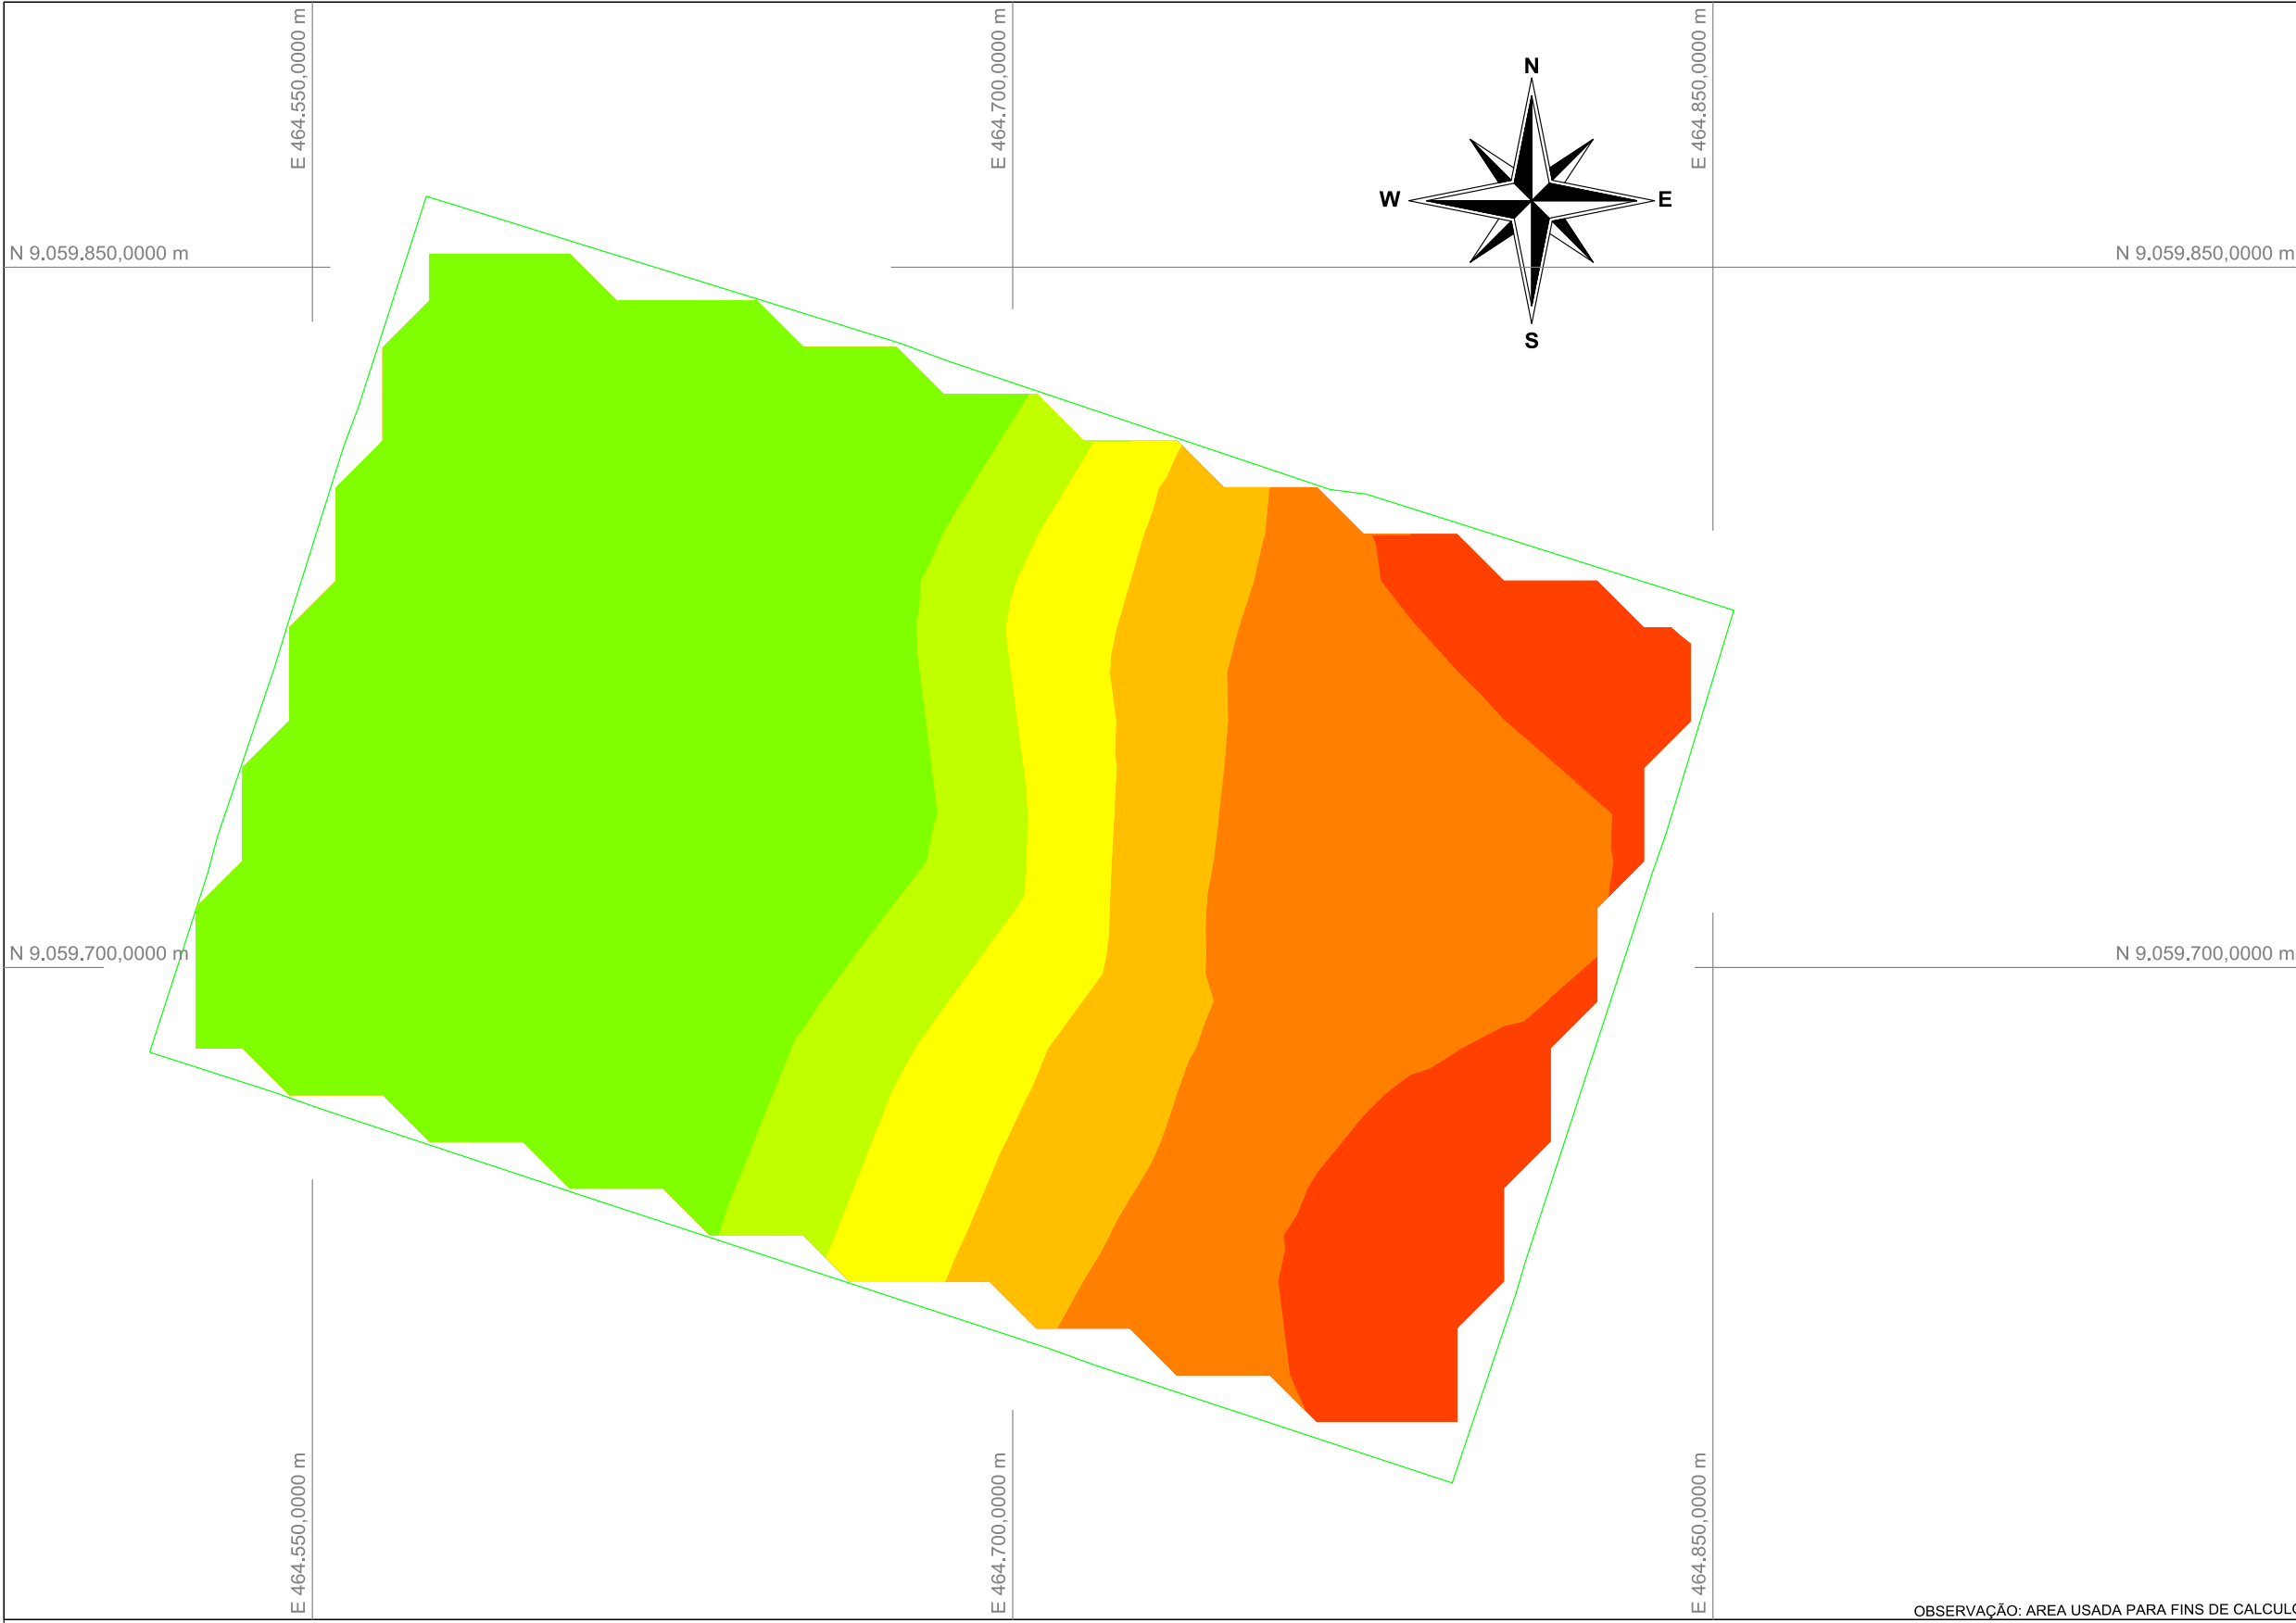 E 464.550,0000 m
E 464.700,0000 m
E 464.850,0000 m
N
W
E
S
N 9.059.850,0000 m
N 9.059.850,0000 m
N 9.059.700,0000 m
N 9.059.700,0000 m
E 464.550,0000 m
E 464.700,0000 m
E 464.850,0000 m
OBSERVAÇÃO: AREA USADA PARA FINS DE CALCULO